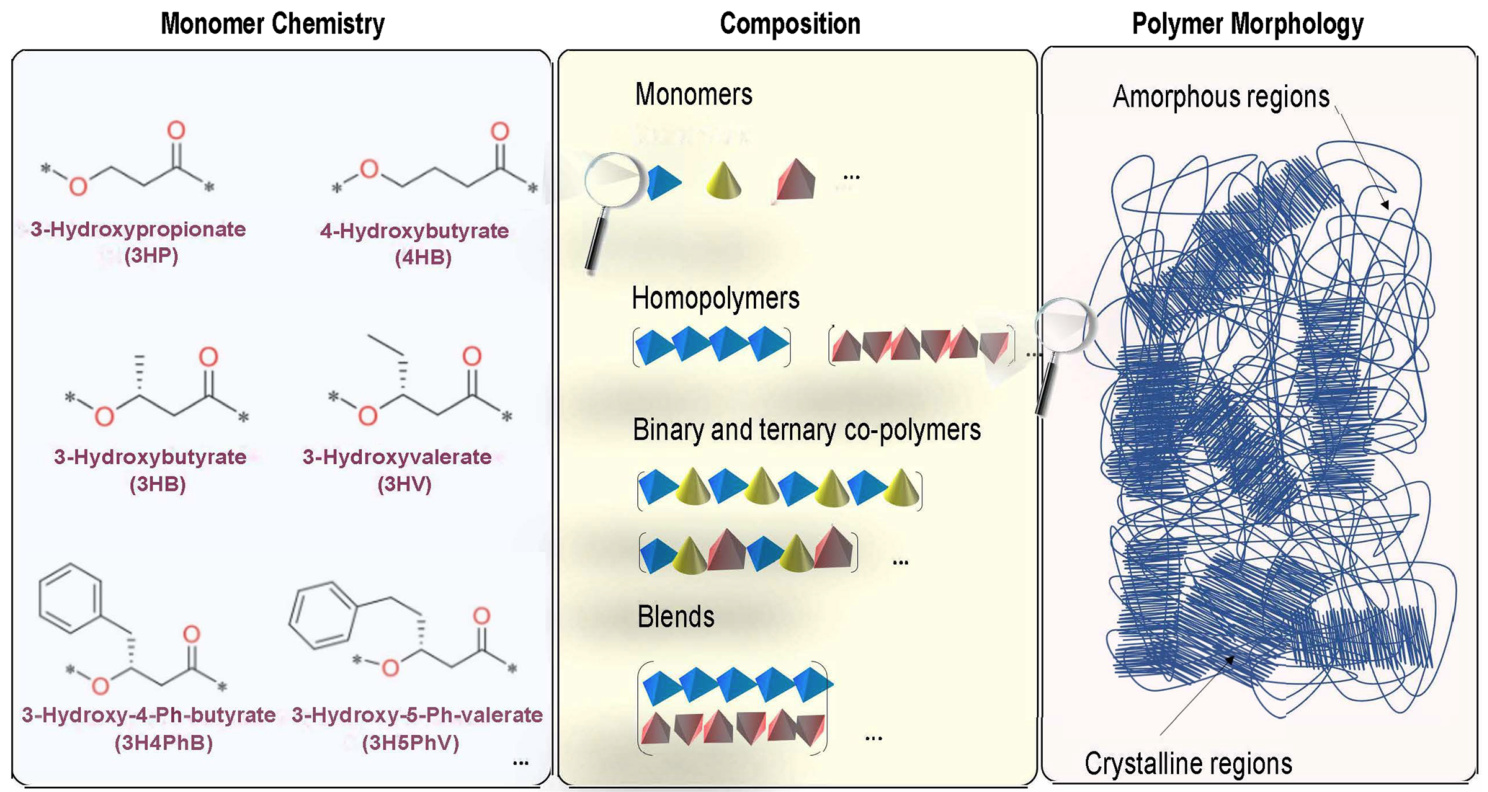 Monomer Chemistry
O
O
*
*
3-Hydroxypropionate
(3HP)
O
O
*
*
4-Hydroxybutyrate
(4HB)
O
O
*
*
3-Hydroxybutyrate
(3HB)
O
O
*
*
3-Hydroxyvalerate
(3HV)
O
O
*
*
3-Hydroxy-4-Ph-butyrate
(3H4PhB)
O
O
*
*
3-Hydroxy-5-Ph-valerate
(3H5PhV)
...
Composition
Monomers
...
Homopolymers
...
Binary and ternary co-polymers
...
Blends
...
Polymer Morphology
Amorphous regions
Crystalline regions